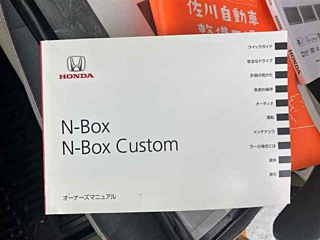 佐川自動車
HONDA
N-Box
N-Box Custom
オーナーズマニュアル
クイックガイド
安全なドライブ
計器の見かた
各部の操作
オーディオ
運転
メンテナンス
万一の場合には
資料
索引